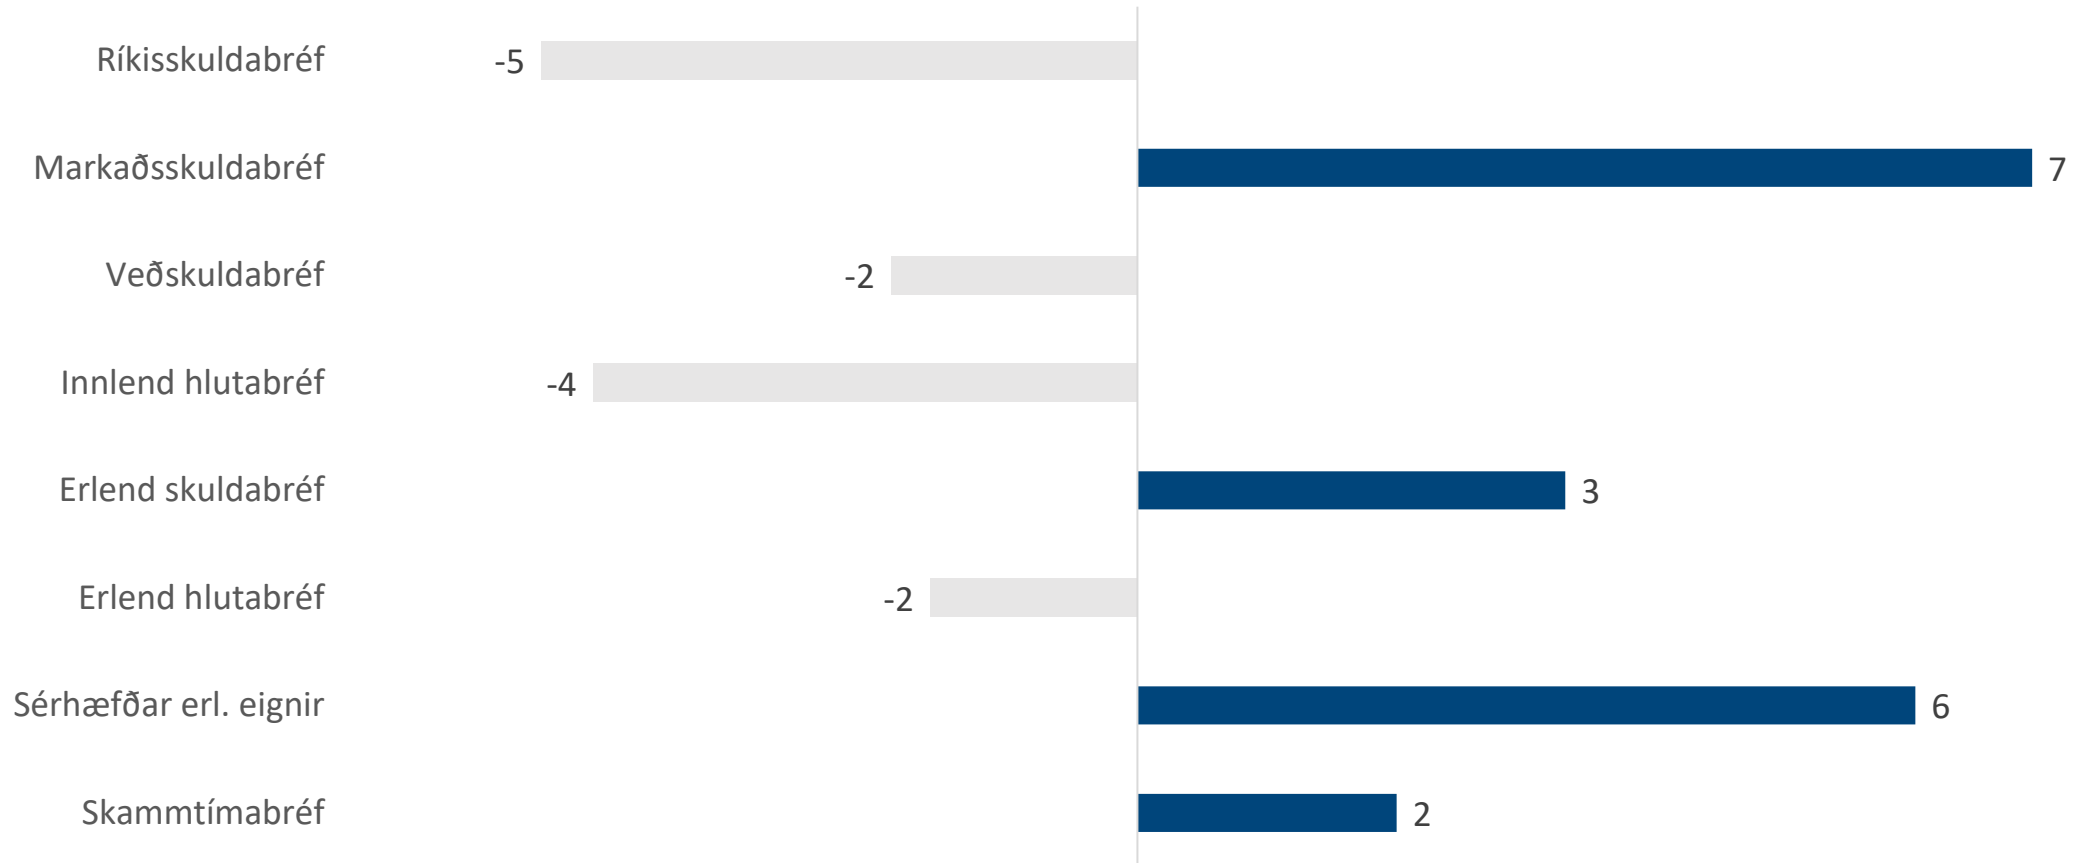 Ríkisskuldabréf -5
Markaðsskuldabréf 7
Veðskuldabréf -2
Innlend hlutabréf -4
Erlend skuldabréf 3
Erlend hlutabréf -2
Sérhæfðar erl. eignir 6
Skammtímabréf 2